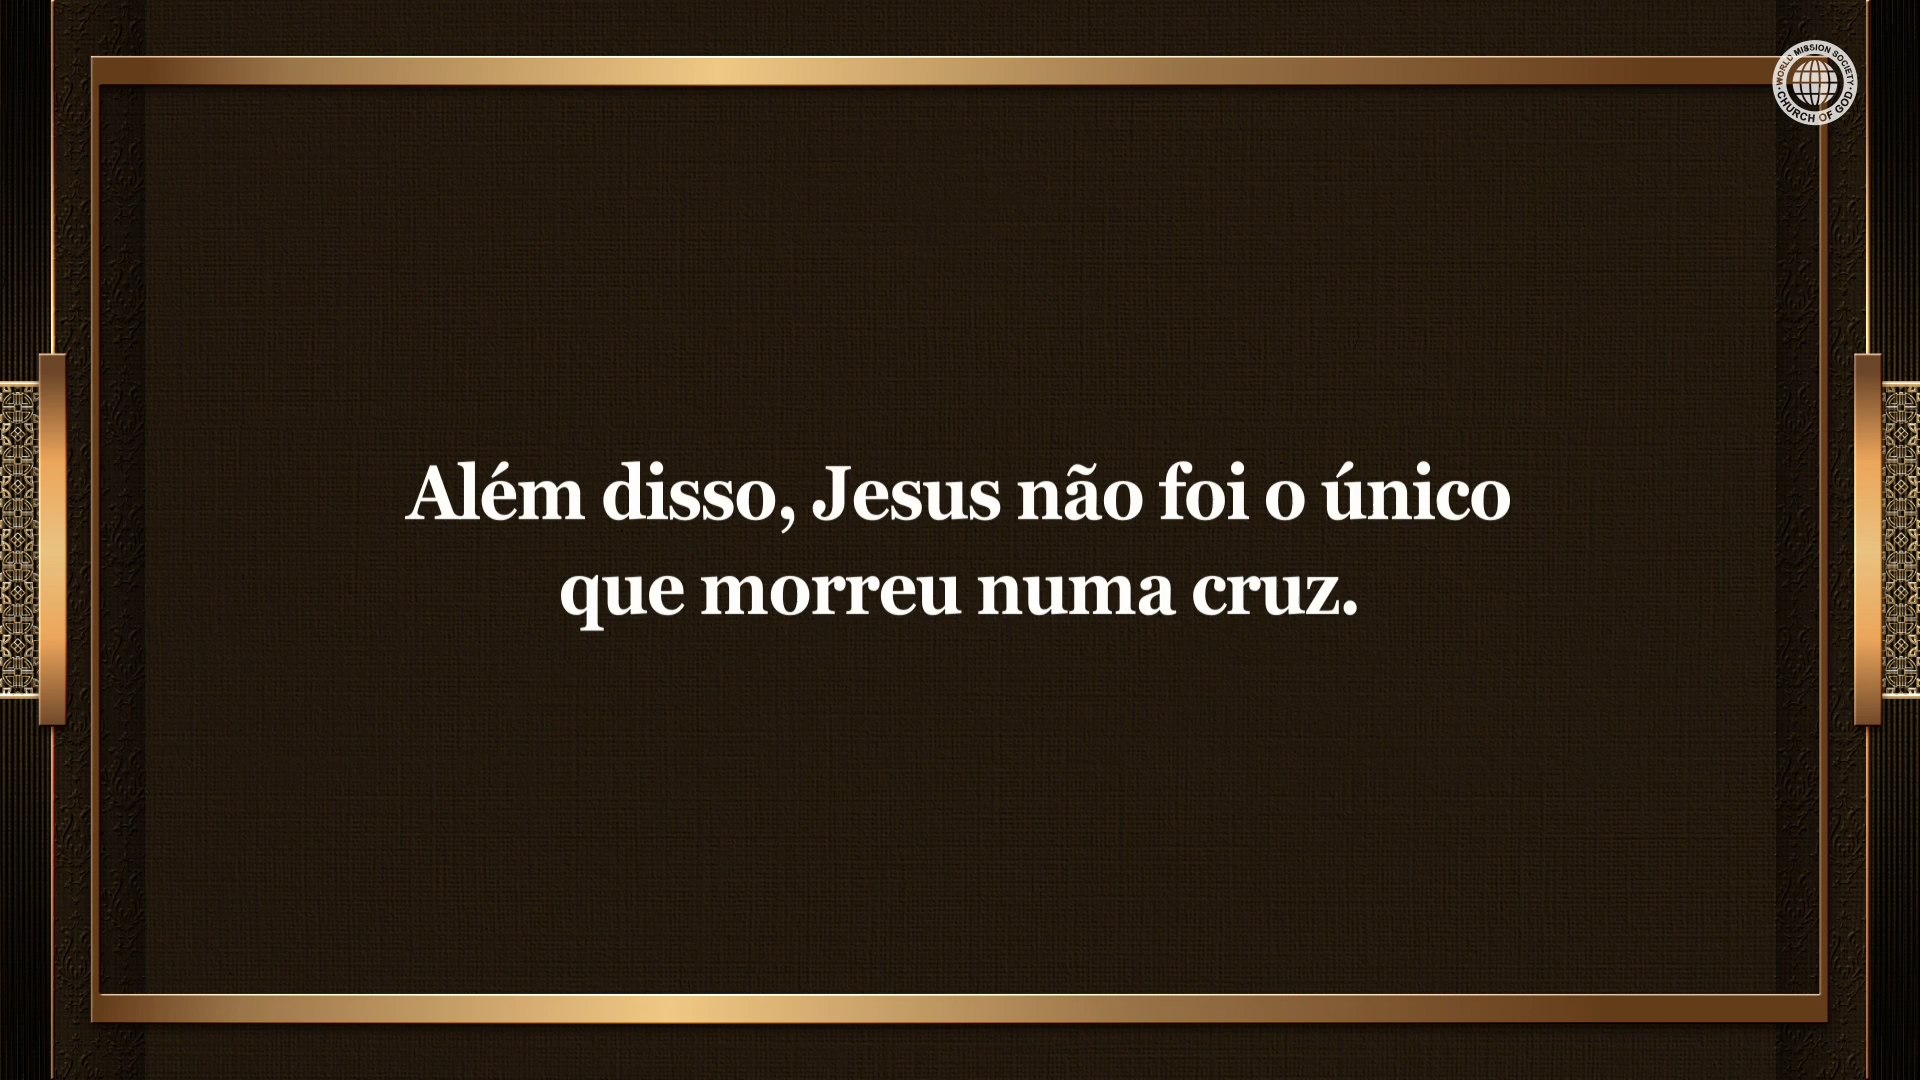 WORLD MISSION SOCIETY
CHURCH OF GOD
Além disso, Jesus não foi o único
que morreu numa cruz.